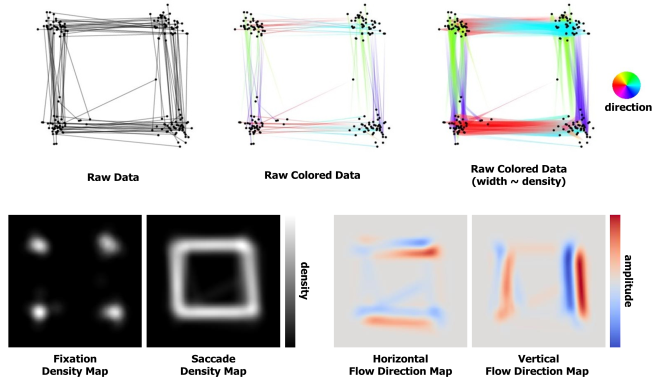 direction
Raw Data
Raw Colored Data
Raw Colored Data
(width ~ density)
density
amplitude
Fixation
Density Map
Saccade
Density Map
Horizontal
Flow Direction Map
Vertical
Flow Direction Map